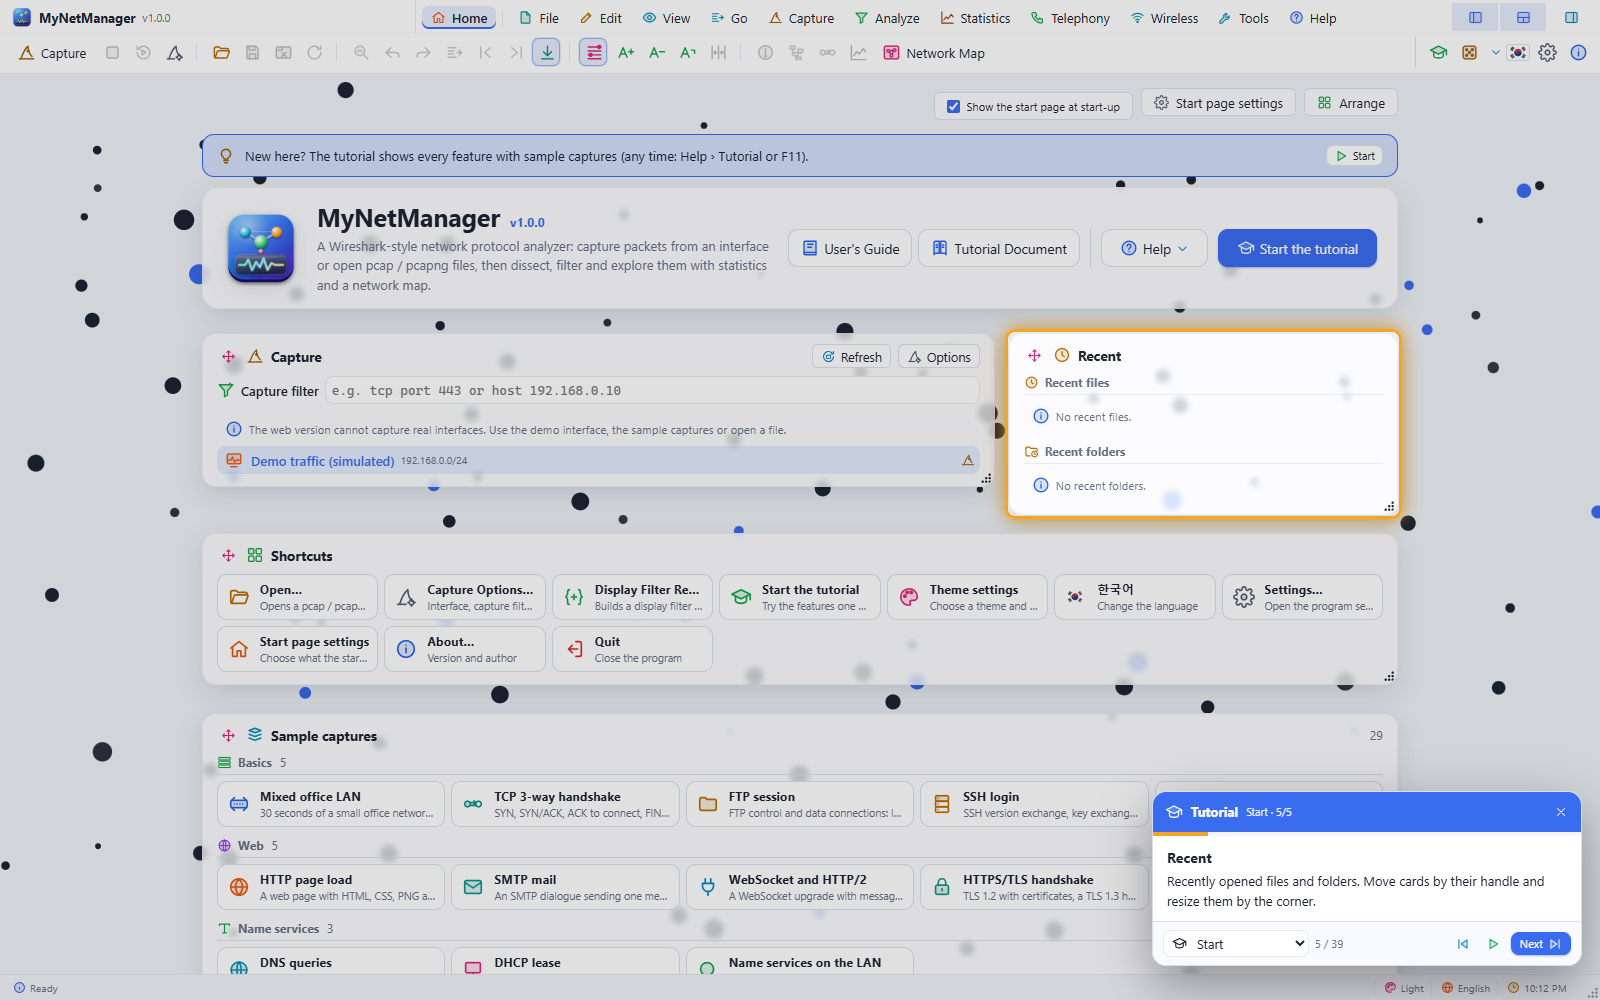 MyNetManager v1.0.0
Home File Edit View Go Capture Analyze Statistics Telephony Wireless Tools Help
Capture
A+ A- A
Network Map
Show the start page at start-up
Start page settings
Arrange
New here? The tutorial shows every feature with sample captures (any time: Help › Tutorial or F11).
Start
MyNetManager v1.0.0
A Wireshark-style network protocol analyzer: capture packets from an interface
or open pcap / pcapng files, then dissect, filter and explore them with statistics
and a network map.
User's Guide
Tutorial Document
Help
Start the tutorial
Capture
Refresh
Options
Capture filter
e.g. tcp port 443 or host 192.168.0.10
The web version cannot capture real interfaces. Use the demo interface, the sample captures or open a file.
Demo traffic (simulated) 192.168.0.0/24
Recent
Recent files
No recent files.
Recent folders
No recent folders.
Shortcuts
Open...
Opens a pcap / pcap...
Capture Options...
Interface, capture filt...
Display Filter Re...
Builds a display filter ...
Start the tutorial
Try the features one ...
Theme settings
Choose a theme and ...
한국어
Change the language
Settings...
Open the program se...
Start page settings
Choose what the star...
About...
Version and author
Quit
Close the program
Sample captures
29
Basics 5
Mixed office LAN
30 seconds of a small office networ...
TCP 3-way handshake
SYN, SYN/ACK, ACK to connect, FIN...
FTP session
FTP control and data connections: l...
SSH login
SSH version exchange, key exchang...
Web 5
HTTP page load
A web page with HTML, CSS, PNG a...
SMTP mail
An SMTP dialogue sending one me...
WebSocket and HTTP/2
A WebSocket upgrade with messag...
HTTPS/TLS handshake
TLS 1.2 with certificates, a TLS 1.3 h...
Name services 3
DNS queries
DHCP lease
Name services on the LAN
Tutorial Start · 5/5
Recent
Recently opened files and folders. Move cards by their handle and
resize them by the corner.
Start
5 / 39
Next
Ready
Light
English
10:12 PM